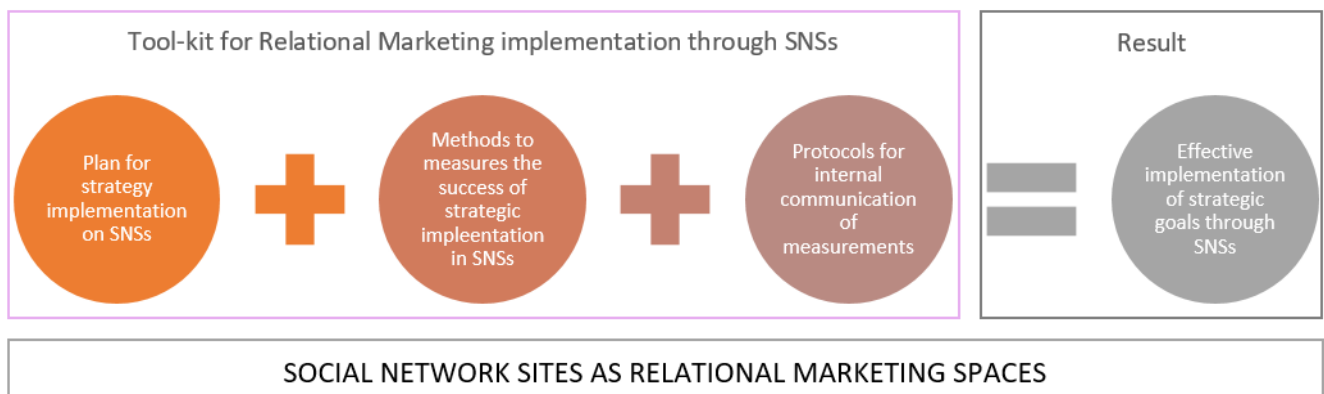 Tool-kit for Relational Marketing implementation through SNSs
Result
Plan for
strategy
implementation
on SNSs
Methods to
measures the
success of
strategic
impleentation
in SNSs
Protocols for
internal
communication
of
measurements
Effective
implementation
of strategic
goals through
SNSs
SOCIAL NETWORK SITES AS RELATIONAL MARKETING SPACES